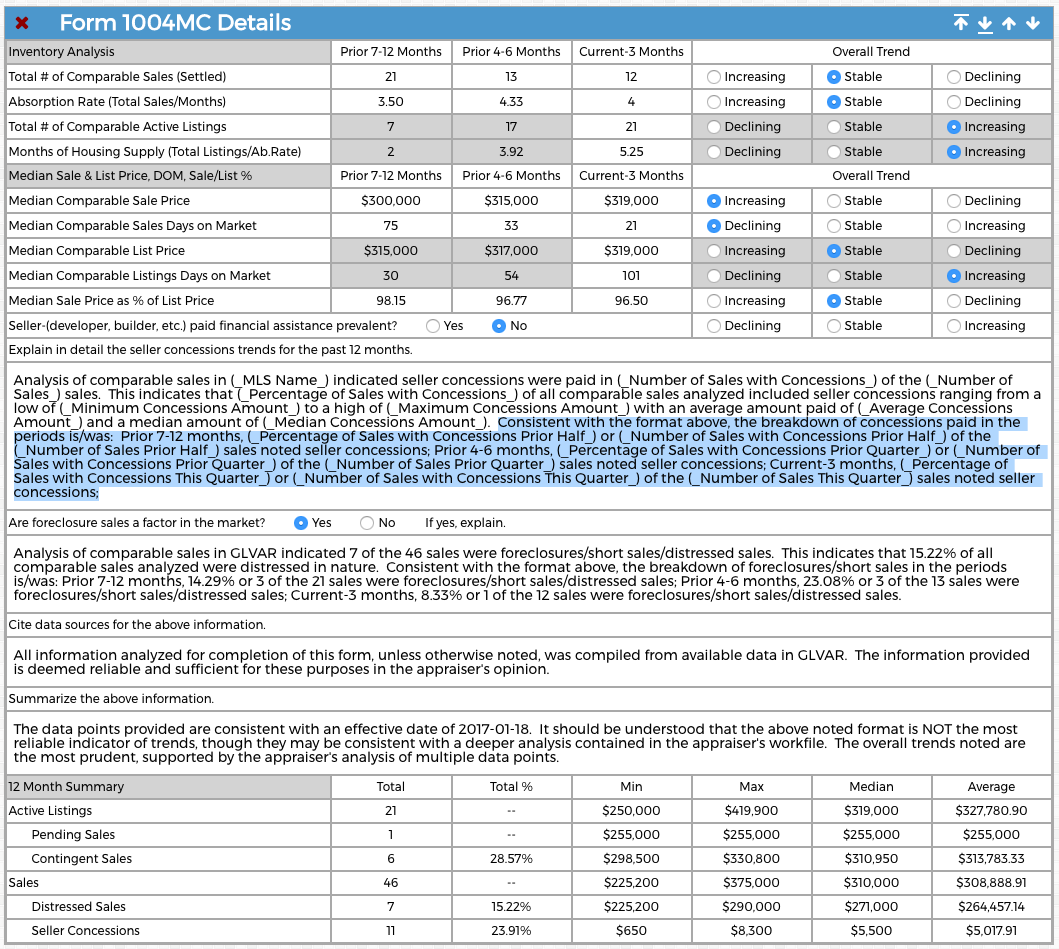 Form 1004MC Details
Inventory Analysis Prior 7-12 Months Prior 4-6 Months Current-3 Months Overall Trend
Total # of Comparable Sales (Settled) 21 13 12 Increasing Stable Declining
Absorption Rate (Total Sales/Months) 3.50 4.33 4 Increasing Stable Declining
Total # of Comparable Active Listings 7 17 21 Declining Stable Increasing
Months of Housing Supply (Total Listings/Ab.Rate) 2 3.92 5.25 Declining Stable Increasing
Median Sale & List Price, DOM, Sale/List % Prior 7-12 Months Prior 4-6 Months Current-3 Months Overall Trend
Median Comparable Sale Price $300,000 $315,000 $319,000 Increasing Stable Declining
Median Comparable Sales Days on Market 75 33 21 Declining Stable Increasing
Median Comparable List Price $315,000 $317,000 $319,000 Increasing Stable Declining
Median Comparable Listings Days on Market 30 54 101 Declining Stable Increasing
Median Sale Price as % of List Price 98.15 96.77 96.50 Increasing Stable Declining
Seller-(developer, builder, etc.) paid financial assistance prevalent? Yes No Declining Stable Increasing
Explain in detail the seller concessions trends for the past 12 months.
Analysis of comparable sales in (_MLS Name_) indicated seller concessions were paid in (_Number of Sales with Concessions_) of the (_Number of
Sales_) sales. This indicates that (_Percentage of Sales with Concessions_) of all comparable sales analyzed included seller concessions ranging from a
low of (_Minimum Concessions Amount_) to a high of (_Maximum Concessions Amount_) with an average amount paid of (_Average Concessions
Amount_) and a median amount of (_Median Concessions Amount_). Consistent with the format above, the breakdown of concessions paid in the
periods is/was: Prior 7-12 months, (_Percentage of Sales with Concessions Prior Half_) or (_Number of Sales with Concessions Prior Half_) of the
(_Number of Sales Prior Half_) sales noted seller concessions; Prior 4-6 months, (_Percentage of Sales with Concessions Prior Quarter_) or (_Number of
Sales with Concessions Prior Quarter_) of the (_Number of Sales Prior Quarter_) sales noted seller concessions; Current-3 months, (_Percentage of
Sales with Concessions This Quarter_) or (_Number of Sales with Concessions This Quarter_) of the (_Number of Sales This Quarter_) sales noted seller
concessions;
Are foreclosure sales a factor in the market? Yes No If yes, explain.
Analysis of comparable sales in GLVAR indicated 7 of the 46 sales were foreclosures/short sales/distressed sales. This indicates that 15.22% of all
comparable sales analyzed were distressed in nature. Consistent with the format above, the breakdown of foreclosures/short sales in the periods
is/was: Prior 7-12 months, 14.29% or 3 of the 21 sales were foreclosures/short sales/distressed sales; Prior 4-6 months, 23.08% or 3 of the 13 sales were
foreclosures/short sales/distressed sales; Current-3 months, 8.33% or 1 of the 12 sales were foreclosures/short sales/distressed sales.
Cite data sources for the above information.
All information analyzed for completion of this form, unless otherwise noted, was compiled from available data in GLVAR. The information provided
is deemed reliable and sufficient for these purposes in the appraiser's opinion.
Summarize the above information.
The data points provided are consistent with an effective date of 2017-01-18. It should be understood that the above noted format is NOT the most
reliable indicator of trends, though they may be consistent with a deeper analysis contained in the appraiser's workfile. The overall trends noted are
the most prudent, supported by the appraiser's analysis of multiple data points.
12 Month Summary Total Total % Min Max Median Average
Active Listings 21 -- $250,000 $419,900 $319,000 $327,780.90
Pending Sales 1 -- $255,000 $255,000 $255,000 $255,000
Contingent Sales 6 28.57% $298,500 $330,800 $310,950 $313,783.33
Sales 46 -- $225,200 $375,000 $310,000 $308,888.91
Distressed Sales 7 15.22% $225,200 $290,000 $271,000 $264,457.14
Seller Concessions 11 23.91% $650 $8,300 $5,500 $5,017.91